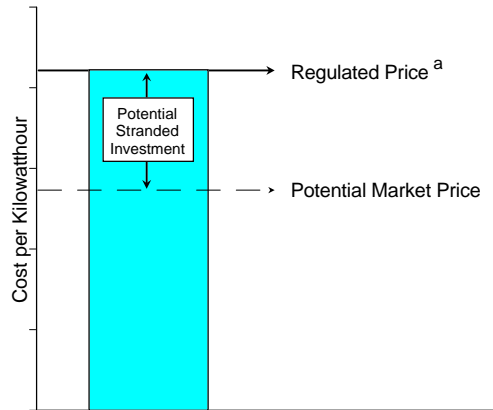 Regulated Price a
Potential
Stranded
Investment
Potential Market Price
Cost per Kilowatthour